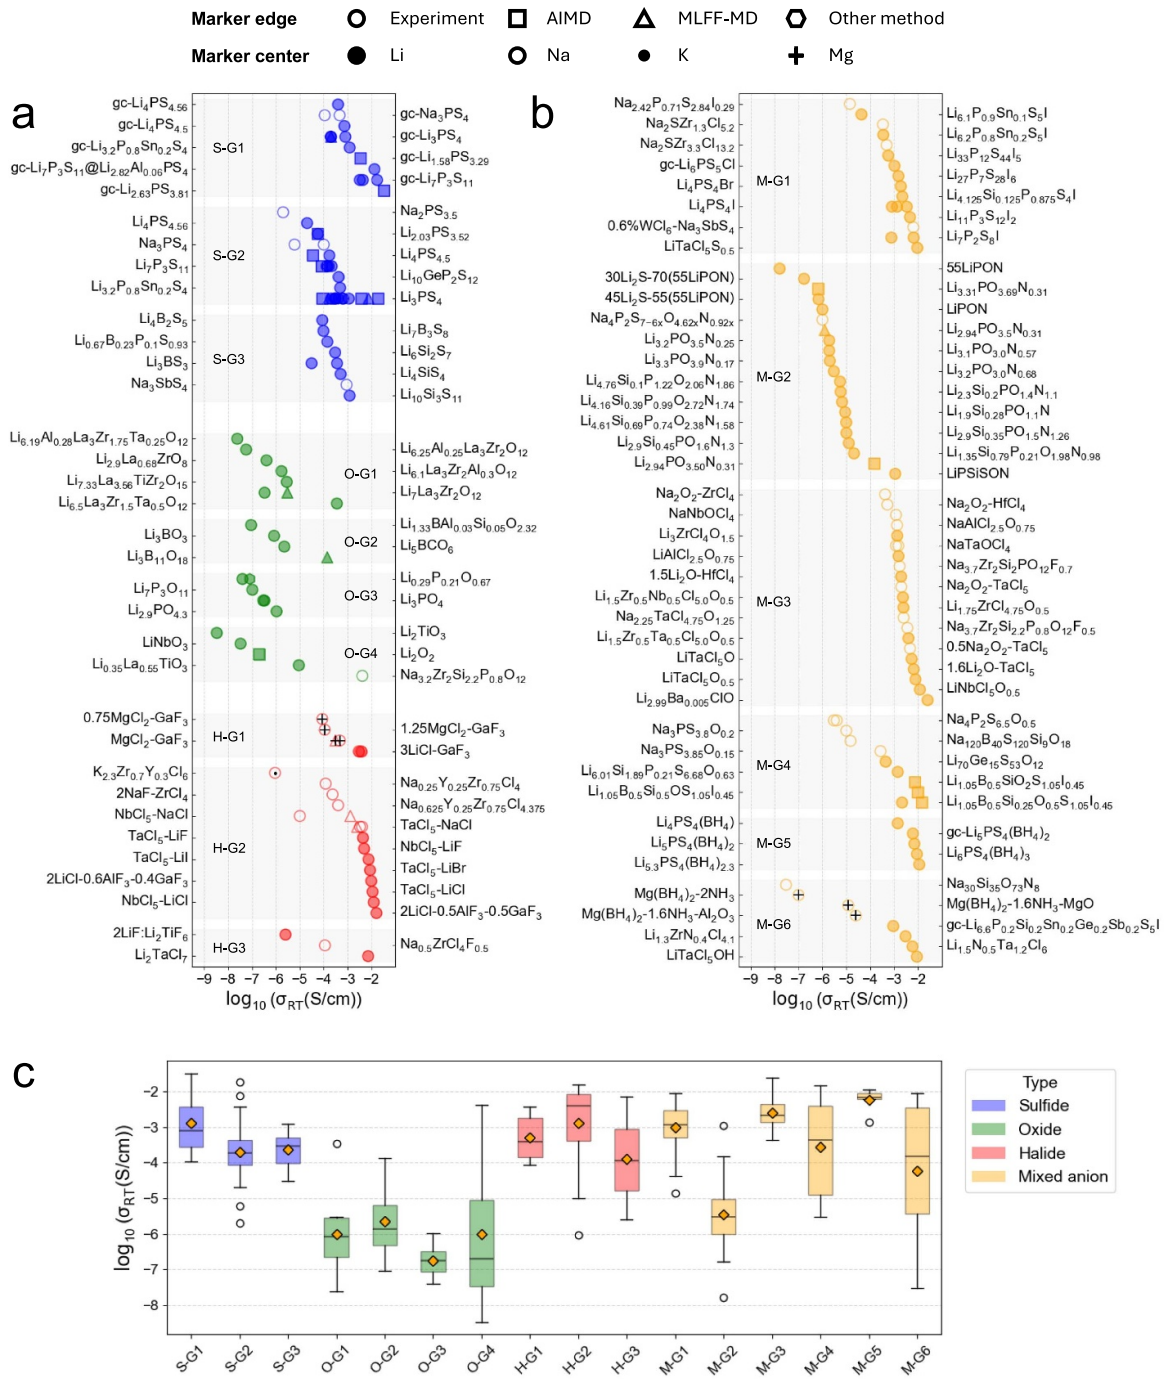 Marker edge Experiment AIMD MLFF-MD Other method
Marker center Li Na K Mg
a
gc-Li4PS4.56
gc-Li4PS4.5
gc-Li3.2P0.8Sn0.2S4
gc-Li7P3S11@Li2.82Al0.06PS4
gc-Li2.63PS3.81
S-G1
gc-Na3PS4
gc-Li3PS4
gc-Li1.58PS3.29
gc-Li7P3S11
Li4PS4.56
Na3PS4
Li7P3S11
Li3.2P0.8Sn0.2S4
S-G2
Na2PS3.5
Li2.03PS3.52
Li4PS4.5
Li10GeP2S12
Li3PS4
Li4B2S5
Li0.67B0.23P0.1S0.93
Li3BS3
Na3SbS4
S-G3
Li7B3S8
Li6Si2S7
Li4SiS4
Li10Si3S11
Li6.19Al0.28La3Zr1.75Ta0.25O12
Li2.9La0.68ZrO8
Li7.33La3.56TiZr2O15
Li6.5La3Zr1.5Ta0.5O12
O-G1
Li6.25Al0.25La3Zr2O12
Li6.1La3Zr2Al0.3O12
Li7La3Zr2O12
Li3BO3
Li3B11O18
O-G2
Li1.33BAl0.03Si0.05O2.32
Li5BCO6
Li7P3O11
Li2.9PO4.3
O-G3
Li0.29P0.21O0.67
Li3PO4
LiNbO3
Li0.35La0.55TiO3
O-G4
Li2TiO3
Li2O2
Na3.2Zr2Si2.2P0.8O12
0.75MgCl2-GaF3
MgCl2-GaF3
H-G1
1.25MgCl2-GaF3
3LiCl-GaF3
K2.3Zr0.7Y0.3Cl6
2NaF-ZrCl4
NbCl5-NaCl
TaCl5-LiF
TaCl5-LiI
2LiCl-0.6AlF3-0.4GaF3
NbCl5-LiCl
H-G2
Na0.25Y0.25Zr0.75Cl4
Na0.625Y0.25Zr0.75Cl4.375
TaCl5-NaCl
NbCl5-LiF
TaCl5-LiBr
TaCl5-LiCl
2LiCl-0.5AlF3-0.5GaF3
2LiF:Li2TiF6
Li2TaCl7
H-G3
Na0.5ZrCl4F0.5
−9 −8 −7 −6 −5 −4 −3 −2
log10 (σRT(S/cm))
b
Na2.42P0.71S2.84I0.29
Na2SZr1.3Cl5.2
Na2SZr3.3Cl13.2
gc-Li6PS5Cl
Li4PS4Br
Li4PS4I
0.6%WCl6-Na3SbS4
LiTaCl5S0.5
M-G1
Li6.1P0.9Sn0.1S5I
Li6.2P0.8Sn0.2S5I
Li33P12S44I5
Li27P7S28I6
Li4.125Si0.125P0.875S4I
Li11P3S12I2
Li7P2S8I
30Li2S-70(55LiPON)
45Li2S-55(55LiPON)
Na4P2S7-6xO4.62xN0.92x
Li3.2PO3.5N0.25
Li3.3PO3.9N0.17
Li4.76Si0.1P1.22O2.06N1.86
Li4.16Si0.39P0.99O2.72N1.74
Li4.61Si0.69P0.74O2.38N1.58
Li2.9Si0.45PO1.6N1.3
Li2.94PO3.50N0.31
M-G2
55LiPON
Li3.31PO3.69N0.31
LiPON
Li2.94PO3.5N0.31
Li3.1PO3.0N0.57
Li3.2PO3.0N0.68
Li2.3Si0.2PO1.4N1.1
Li1.9Si0.28PO1.1N
Li2.9Si0.35PO1.5N1.26
Li1.35Si0.79P0.21O1.98N0.98
LiPSiSON
Na2O2-ZrCl4
NaNbOCl4
Li3ZrCl4O1.5
LiAlCl2.5O0.75
1.5Li2O-HfCl4
Li1.5Zr0.5Nb0.5Cl5.0O0.5
Na2.25TaCl4.75O1.25
Li1.5Zr0.5Ta0.5Cl5.0O0.5
LiTaCl5O
LiTaCl5O0.5
Li2.99Ba0.005ClO
M-G3
Na2O2-HfCl4
NaAlCl2.5O0.75
NaTaOCl4
Na3.7Zr2Si2PO12F0.7
Na2O2-TaCl5
Li1.75ZrCl4.75O0.5
Na3.7Zr2Si2.2P0.8O12F0.5
0.5Na2O2-TaCl5
1.6Li2O-TaCl5
LiNbCl5O0.5
Na3PS3.8O0.2
Na3PS3.85O0.15
Li6.01Si1.89P0.21S6.68O0.63
Li1.05B0.5Si0.5OS1.05I0.45
M-G4
Na4P2S6.5O0.5
Na120B40S120Si9O18
Li70Ge15S53O12
Li1.05B0.5SiO2S1.05I0.45
Li1.05B0.5Si0.25O0.5S1.05I0.45
Li4PS4(BH4)
Li5PS4(BH4)2
Li5.3PS4(BH4)2.3
M-G5
gc-Li5PS4(BH4)2
Li6PS4(BH4)3
Mg(BH4)2-2NH3
Mg(BH4)2-1.6NH3-Al2O3
Li1.3ZrN0.4Cl4.1
LiTaCl5OH
M-G6
Na30Si35O73N8
Mg(BH4)2-1.6NH3-MgO
gc-Li6.6P0.2Si0.2Sn0.2Ge0.2Sb0.2S5I
Li1.5N0.5Ta1.2Cl6
−9 −8 −7 −6 −5 −4 −3 −2
log10 (σRT(S/cm))
c
log10 (σRT(S/cm))
−2
−3
−4
−5
−6
−7
−8
S-G1 S-G2 S-G3 O-G1 O-G2 O-G3 O-G4 H-G1 H-G2 H-G3 M-G1 M-G2 M-G3 M-G4 M-G5 M-G6
Type
Sulfide
Oxide
Halide
Mixed anion